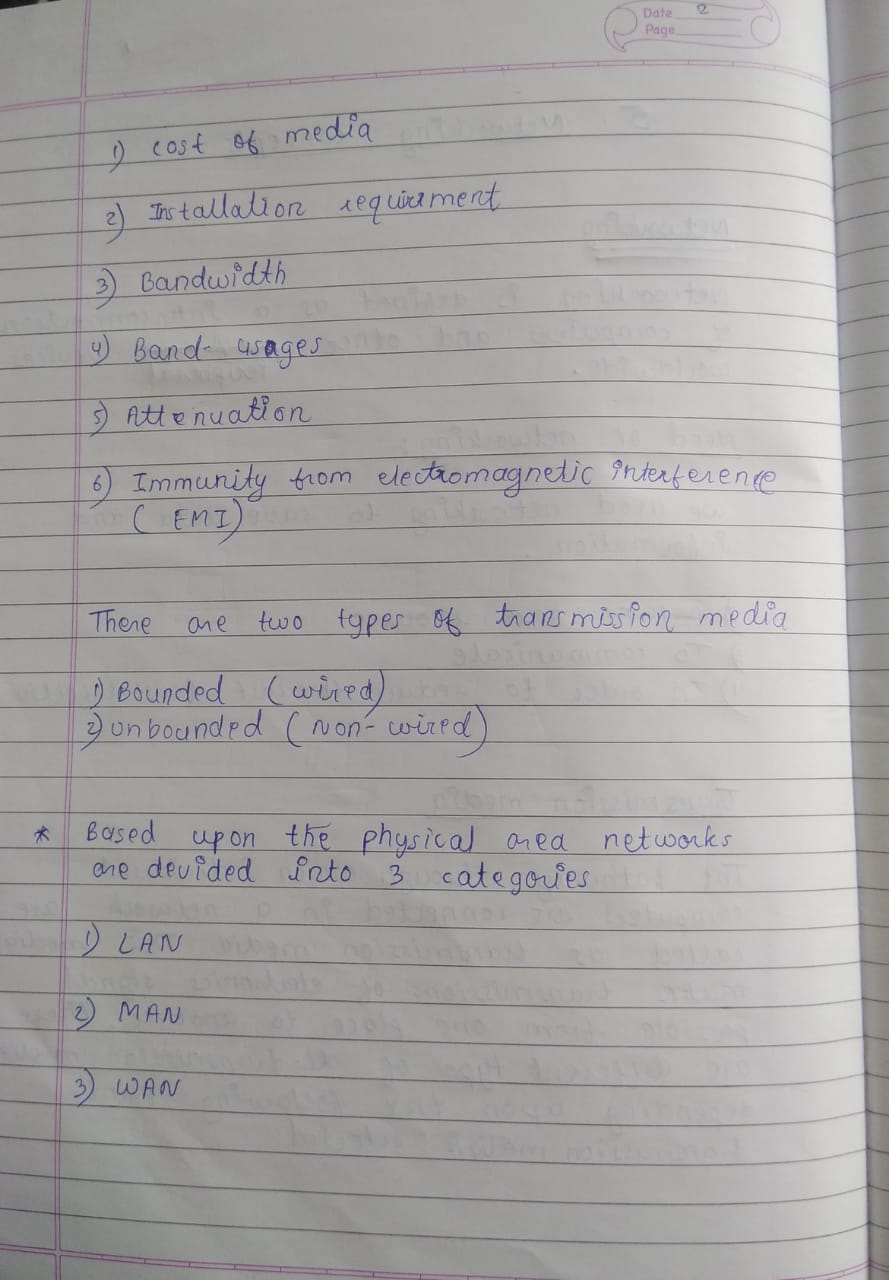 Date 2
Page
1) cost of media
2) Installation requirment
3) Bandwidth
4) Band-usages
5) Attenuation
6) Immunity from electromagnetic interference
( EMI)
There are two types of transmission media
1) Bounded (wired)
2) unbounded (Non-wired)
* Based upon the physical area networks
are devided into 3 categories
1) LAN
2) MAN
3) WAN